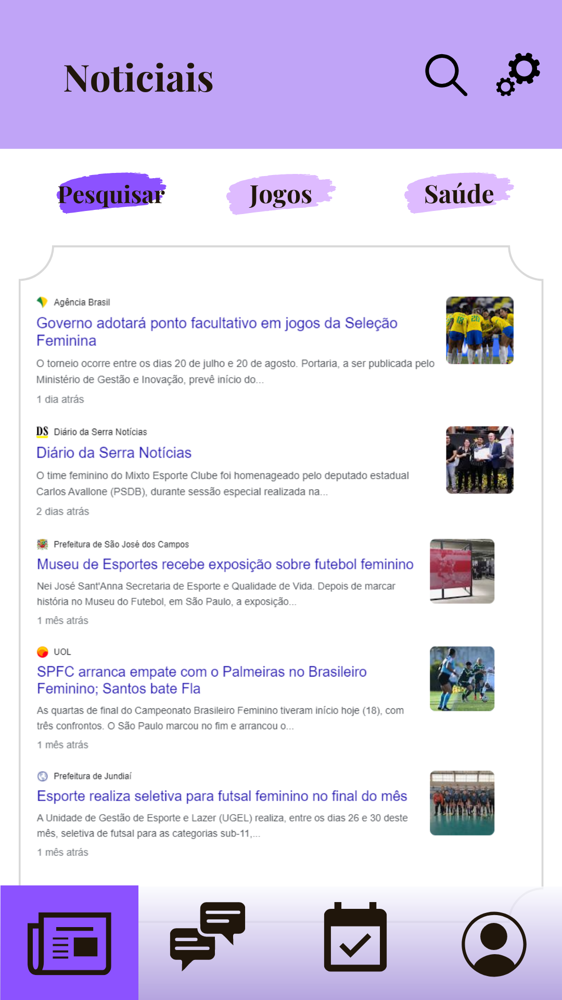 Noticiais
Pesquisar
Jogos
Saúde
Agência Brasil
Governo adotará ponto facultativo em jogos da Seleção
Feminina
O torneio ocorre entre os dias 20 de julho e 20 de agosto. Portaria, a ser publicada pelo
Ministério de Gestão e Inovação, prevê início do...
1 dia atrás
DS Diário da Serra Notícias
Diário da Serra Notícias
O time feminino do Mixto Esporte Clube foi homenageado pelo deputado estadual
Carlos Avallone (PSDB), durante sessão especial realizada na...
2 dias atrás
Prefeitura de São José dos Campos
Museu de Esportes recebe exposição sobre futebol feminino
Nei José Sant'Anna Secretaria de Esporte e Qualidade de Vida. Depois de marcar
história no Museu do Futebol, em São Paulo, a exposição...
1 mês atrás
UOL
SPFC arranca empate com o Palmeiras no Brasileiro
Feminino; Santos bate Fla
As quartas de final do Campeonato Brasileiro Feminino tiveram início hoje (18), com
três confrontos. O São Paulo marcou no fim e arrancou o...
1 mês atrás
Prefeitura de Jundiaí
Esporte realiza seletiva para futsal feminino no final do mês
A Unidade de Gestão de Esporte e Lazer (UGEL) realiza, entre os dias 26 e 30 deste
mês, seletiva de futsal para as categorias sub-11,...
1 mês atrás